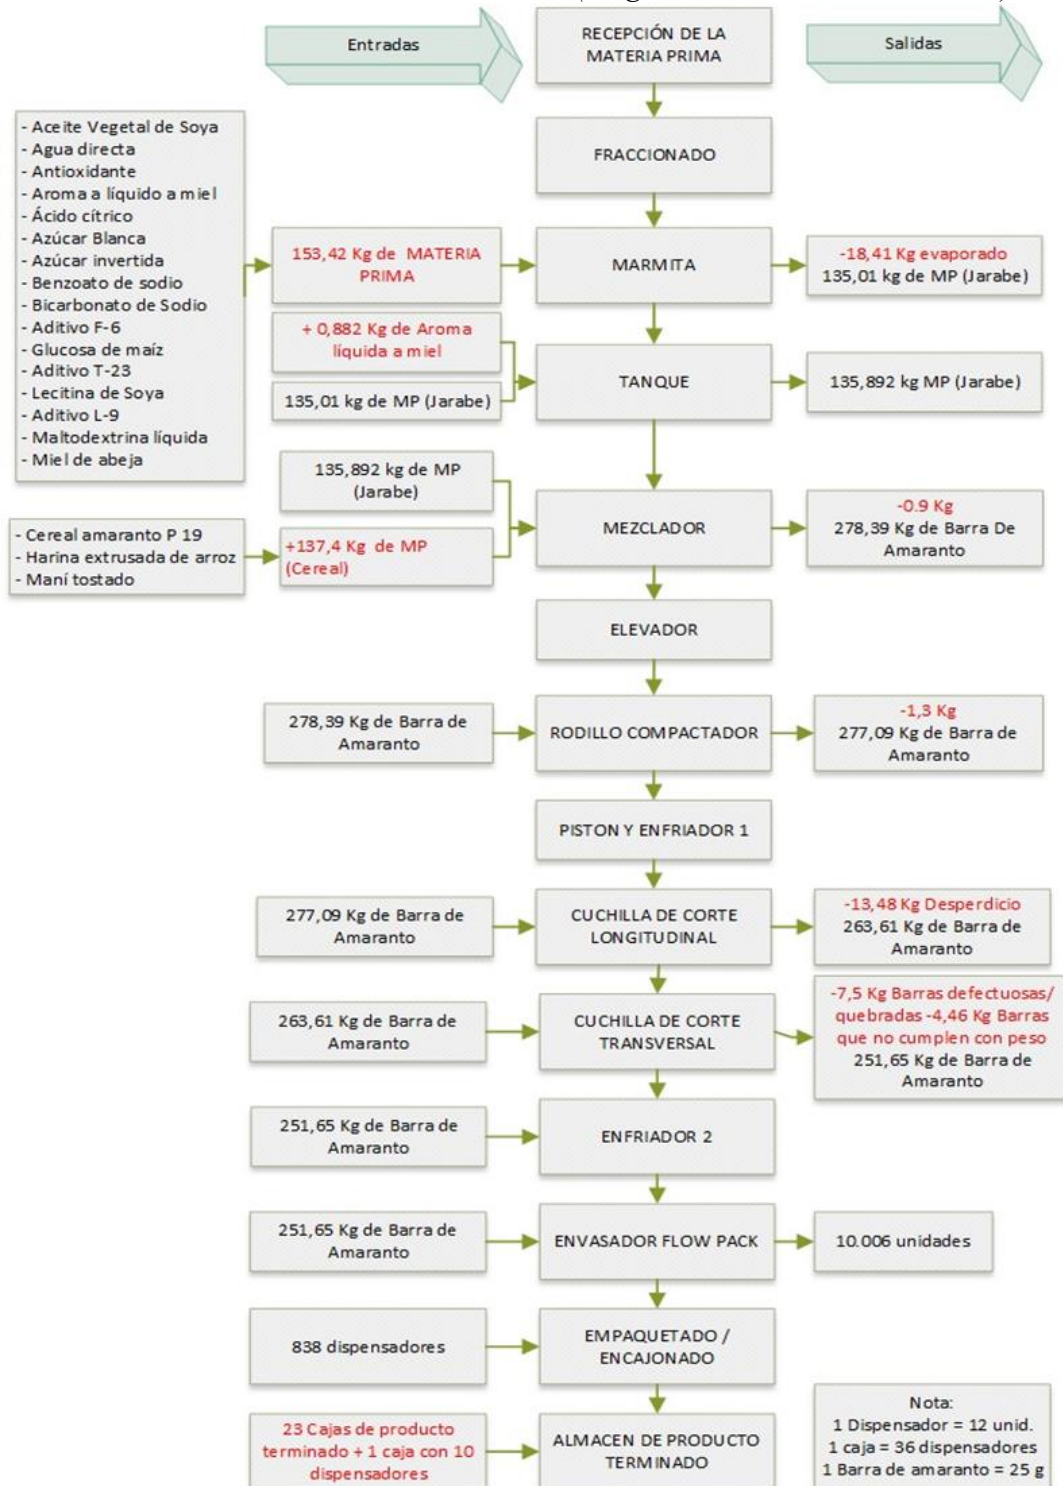 Entradas
RECEPCIÓN DE LA
MATERIA PRIMA
Salidas
FRACCIONADO
- Aceite Vegetal de Soya
- Agua directa
- Antioxidante
- Aroma a líquido a miel
- Ácido cítrico
- Azúcar Blanca
- Azúcar invertida
- Benzoato de sodio
- Bicarbonato de Sodio
- Aditivo F-6
- Glucosa de maíz
- Aditivo T-23
- Lecitina de Soya
- Aditivo L-9
- Maltodextrina líquida
- Miel de abeja
153,42 Kg de MATERIA
PRIMA
MARMITA
-18,41 Kg evaporado
135,01 kg de MP (Jarabe)
+ 0,882 Kg de Aroma
líquida a miel
135,01 kg de MP (Jarabe)
TANQUE
135,892 kg MP (Jarabe)
135,892 kg de MP
(Jarabe)
- Cereal amaranto P 19
- Harina extrusada de arroz
- Maní tostado
+137,4 Kg de MP
(Cereal)
MEZCLADOR
-0.9 Kg
278,39 Kg de Barra De
Amaranto
ELEVADOR
278,39 Kg de Barra de
Amaranto
RODILLO COMPACTADOR
-1,3 Kg
277,09 Kg de Barra de
Amaranto
PISTON Y ENFRIADOR 1
277,09 Kg de Barra de
Amaranto
CUCHILLA DE CORTE
LONGITUDINAL
-13,48 Kg Desperdicio
263,61 Kg de Barra de
Amaranto
263,61 Kg de Barra de
Amaranto
CUCHILLA DE CORTE
TRANSVERSAL
-7,5 Kg Barras defectuosas/
quebradas -4,46 Kg Barras
que no cumplen con peso
251,65 Kg de Barra de
Amaranto
251,65 Kg de Barra de
Amaranto
ENFRIADOR 2
251,65 Kg de Barra de
Amaranto
ENVASADOR FLOW PACK
10.006 unidades
838 dispensadores
EMPAQUETADO /
ENCAJONADO
23 Cajas de producto
terminado + 1 caja con 10
dispensadores
ALMACEN DE PRODUCTO
TERMINADO
Nota:
1 Dispensador = 12 unid.
1 caja = 36 dispensadores
1 Barra de amaranto = 25 g